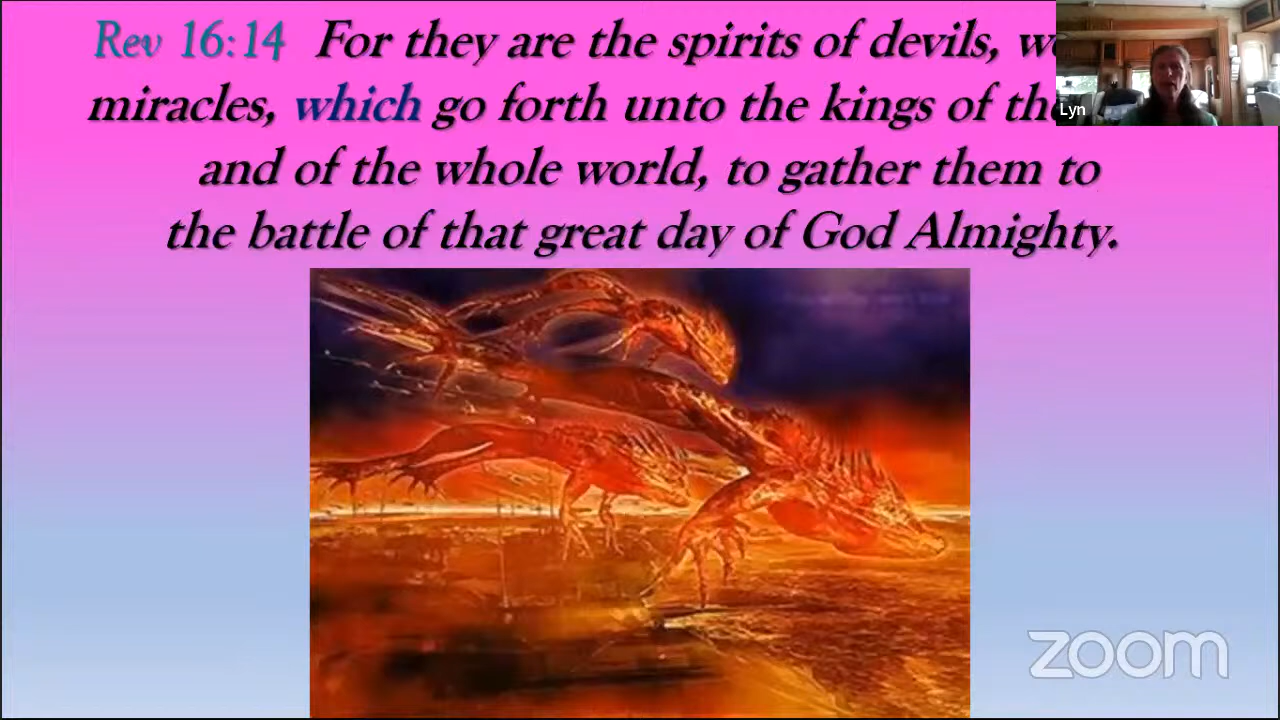 Rev 16:14 For they are the spirits of devils,
miracles, which go forth unto the kings of
and of the whole world, to gather them to
the battle of that great day of God Almighty.
Lyn
zoom